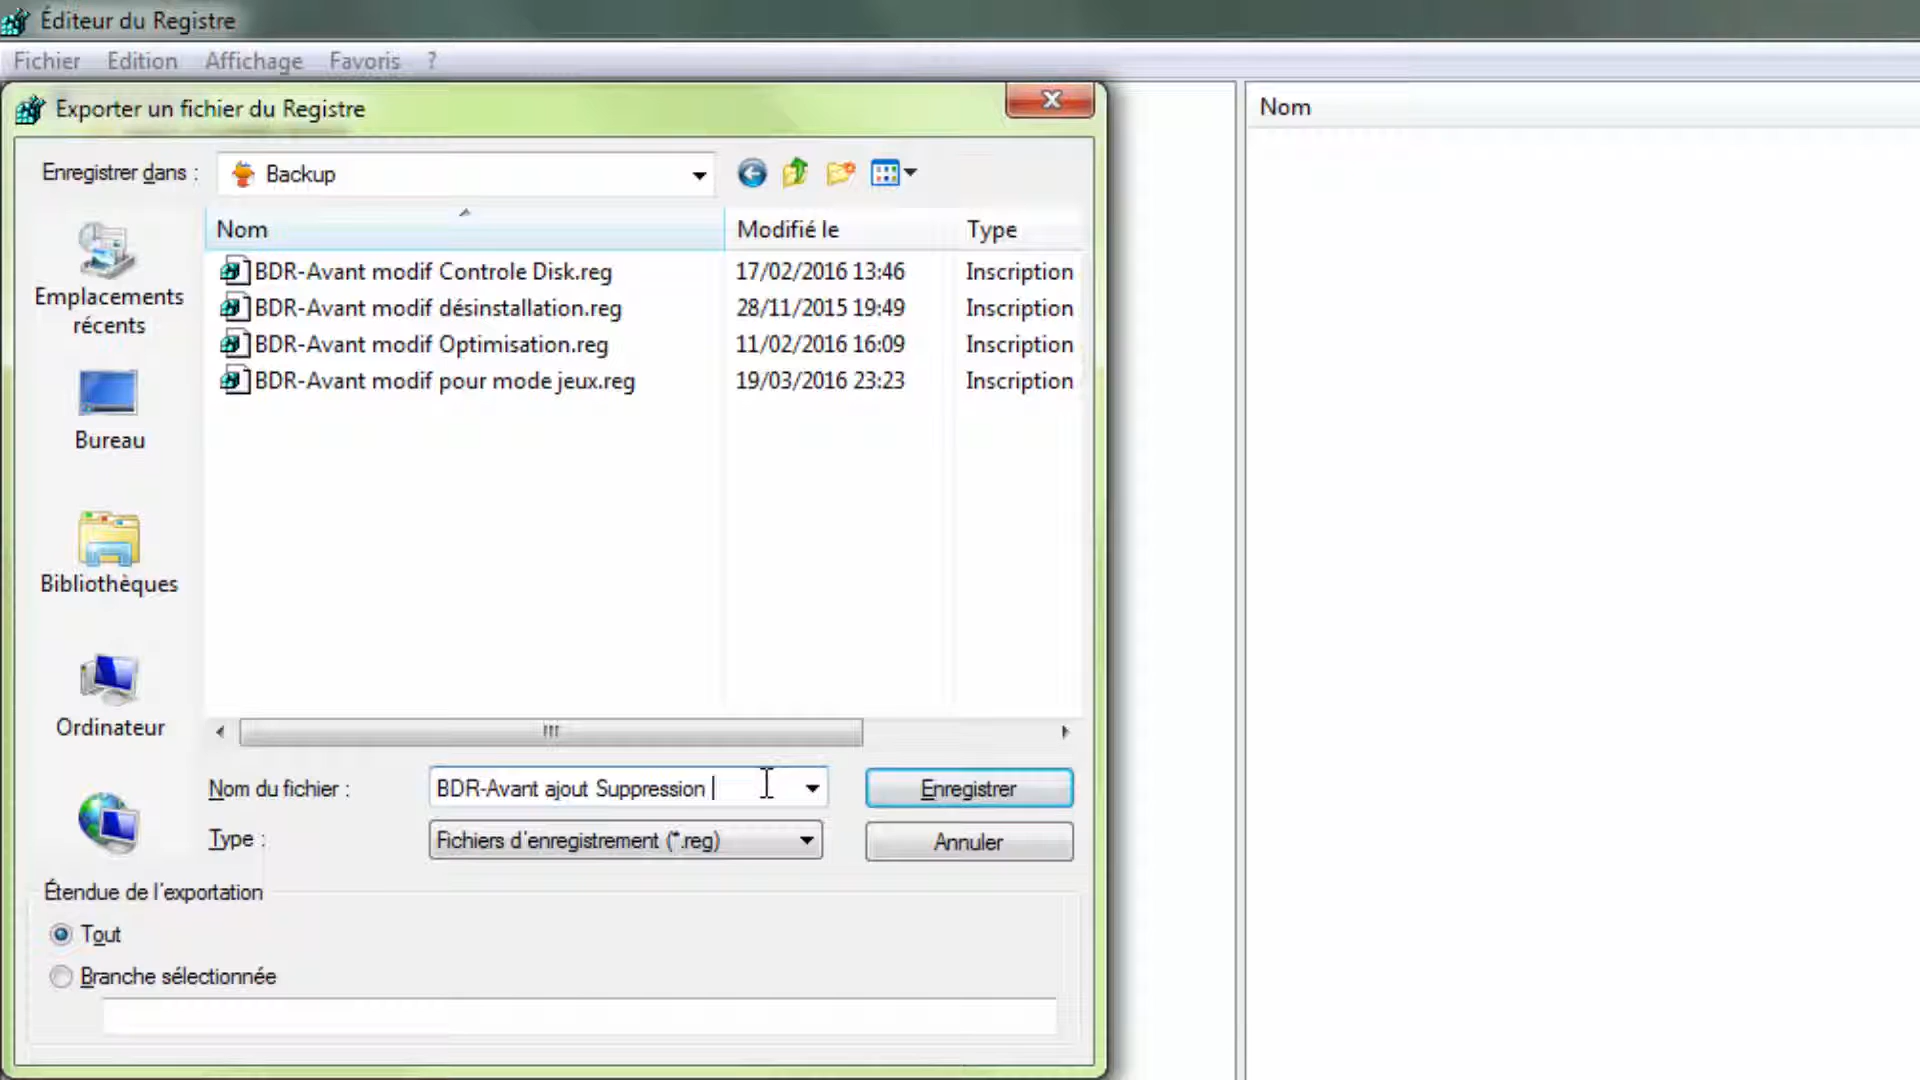 Éditeur du Registre
Fichier Edition Affichage Favoris ?
Exporter un fichier du Registre
Nom
Enregistrer dans : Backup
Nom Modifié le Type
BDR-Avant modif Controle Disk.reg 17/02/2016 13:46 Inscription
BDR-Avant modif désinstallation.reg 28/11/2015 19:49 Inscription
BDR-Avant modif Optimisation.reg 11/02/2016 16:09 Inscription
BDR-Avant modif pour mode jeux.reg 19/03/2016 23:23 Inscription
Emplacements
récents
Bureau
Bibliothèques
Ordinateur
Nom du fichier : BDR-Avant ajout Suppression Enregistrer
Type : Fichiers d'enregistrement (*.reg) Annuler
Étendue de l'exportation
Tout
Branche sélectionnée